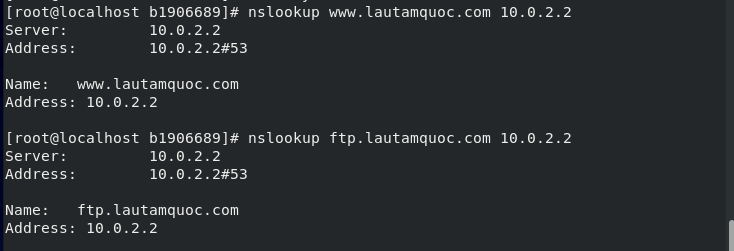 [root@localhost b1906689]# nslookup www.lautamquoc.com 10.0.2.2
Server:         10.0.2.2
Address:        10.0.2.2#53

Name:   www.lautamquoc.com
Address: 10.0.2.2

[root@localhost b1906689]# nslookup ftp.lautamquoc.com 10.0.2.2
Server:         10.0.2.2
Address:        10.0.2.2#53

Name:   ftp.lautamquoc.com
Address: 10.0.2.2